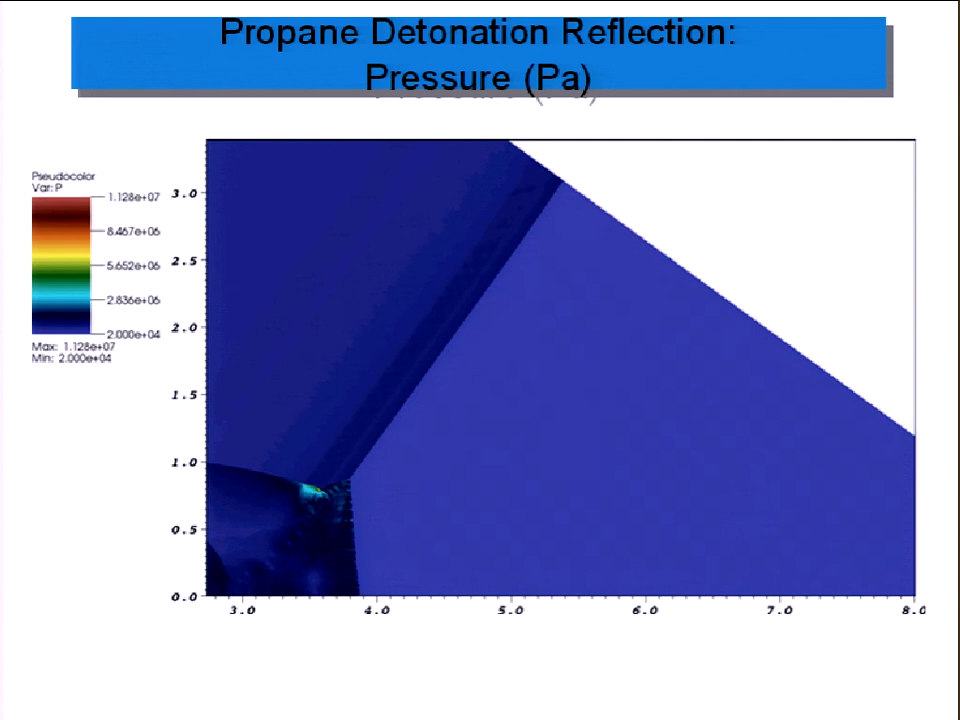 Propane Detonation Reflection:
Pressure (Pa)
Pseudocolor
Var: P
1.128e+07
8.467e+06
5.652e+06
2.836e+06
2.000e+04
Max: 1.128e+07
Min: 2.000e+04
3.0
2.5
2.0
1.5
1.0
0.5
0.0
3.0 4.0 5.0 6.0 7.0 8.0